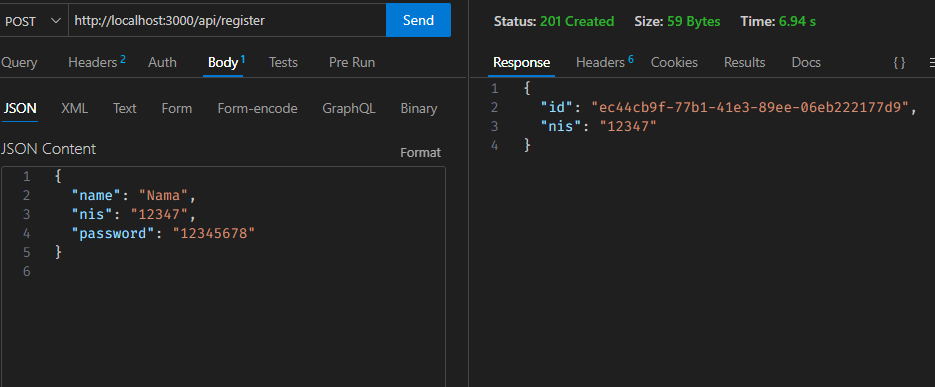 POST http://localhost:3000/api/register Send
Query Headers 2 Auth Body 1 Tests Pre Run
JSON XML Text Form Form-encode GraphQL Binary
JSON Content Format
1 {
2 "name": "Nama",
3 "nis": "12347",
4 "password": "12345678"
5 }
6
Status: 201 Created Size: 59 Bytes Time: 6.94 s
Response Headers 6 Cookies Results Docs {}
1 {
2 "id": "ec44cb9f-77b1-41e3-89ee-06eb222177d9",
3 "nis": "12347"
4 }